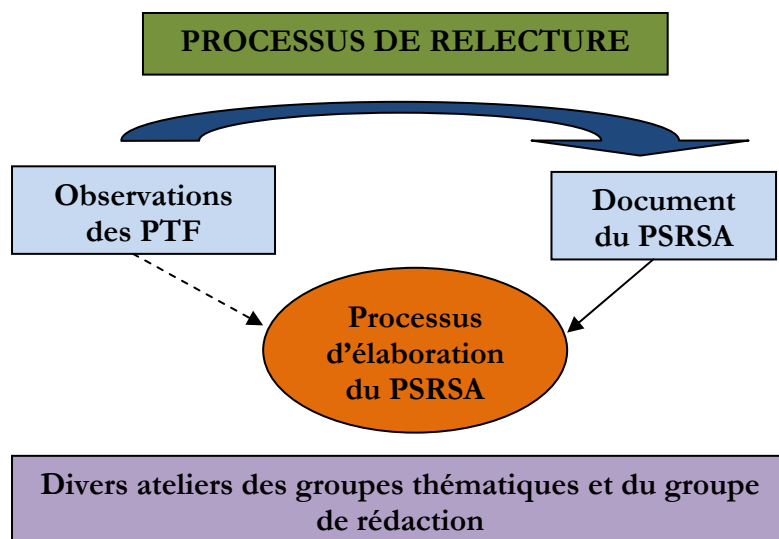 PROCESSUS DE RELECTURE
Observations
des PTF
Document
du PSRSA
Processus
d’élaboration
du PSRSA
Divers ateliers des groupes thématiques et du groupe
de rédaction